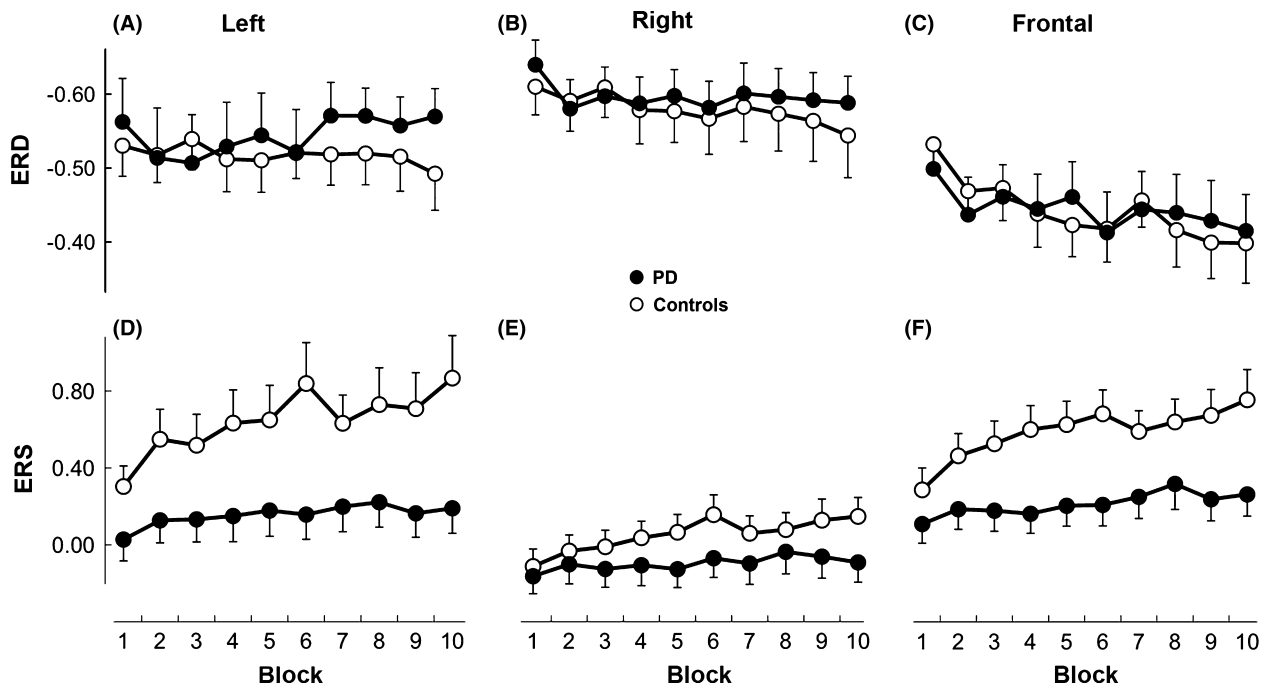 (A) Left
(B) Right
(C) Frontal
ERD
-0.60
-0.50
-0.40
PD
Controls
(D)
(E)
(F)
ERS
0.80
0.40
0.00
1 2 3 4 5 6 7 8 9 10
1 2 3 4 5 6 7 8 9 10
1 2 3 4 5 6 7 8 9 10
Block
Block
Block